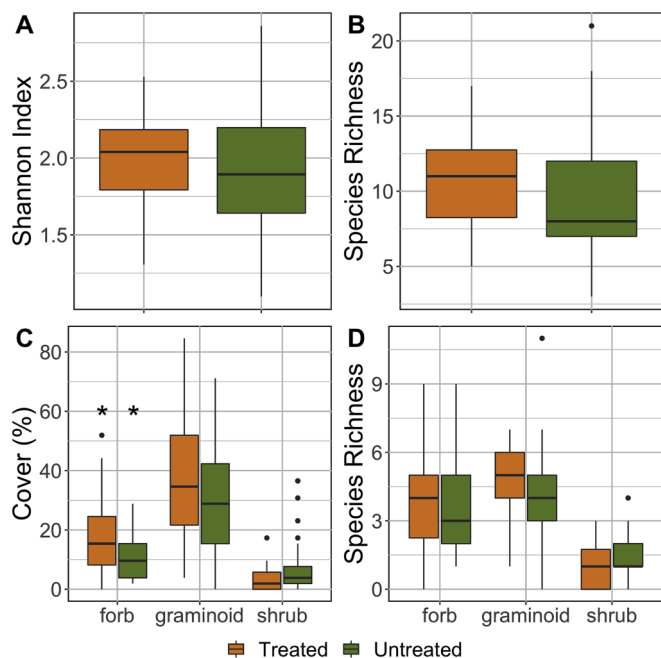 A
Shannon Index
2.5
2.0
1.5
B
Species Richness
20
15
10
5
C
Cover (%)
80
60
40
20
0
* *
forb graminoid shrub
D
Species Richness
9
6
3
0
forb graminoid shrub
Treated Untreated